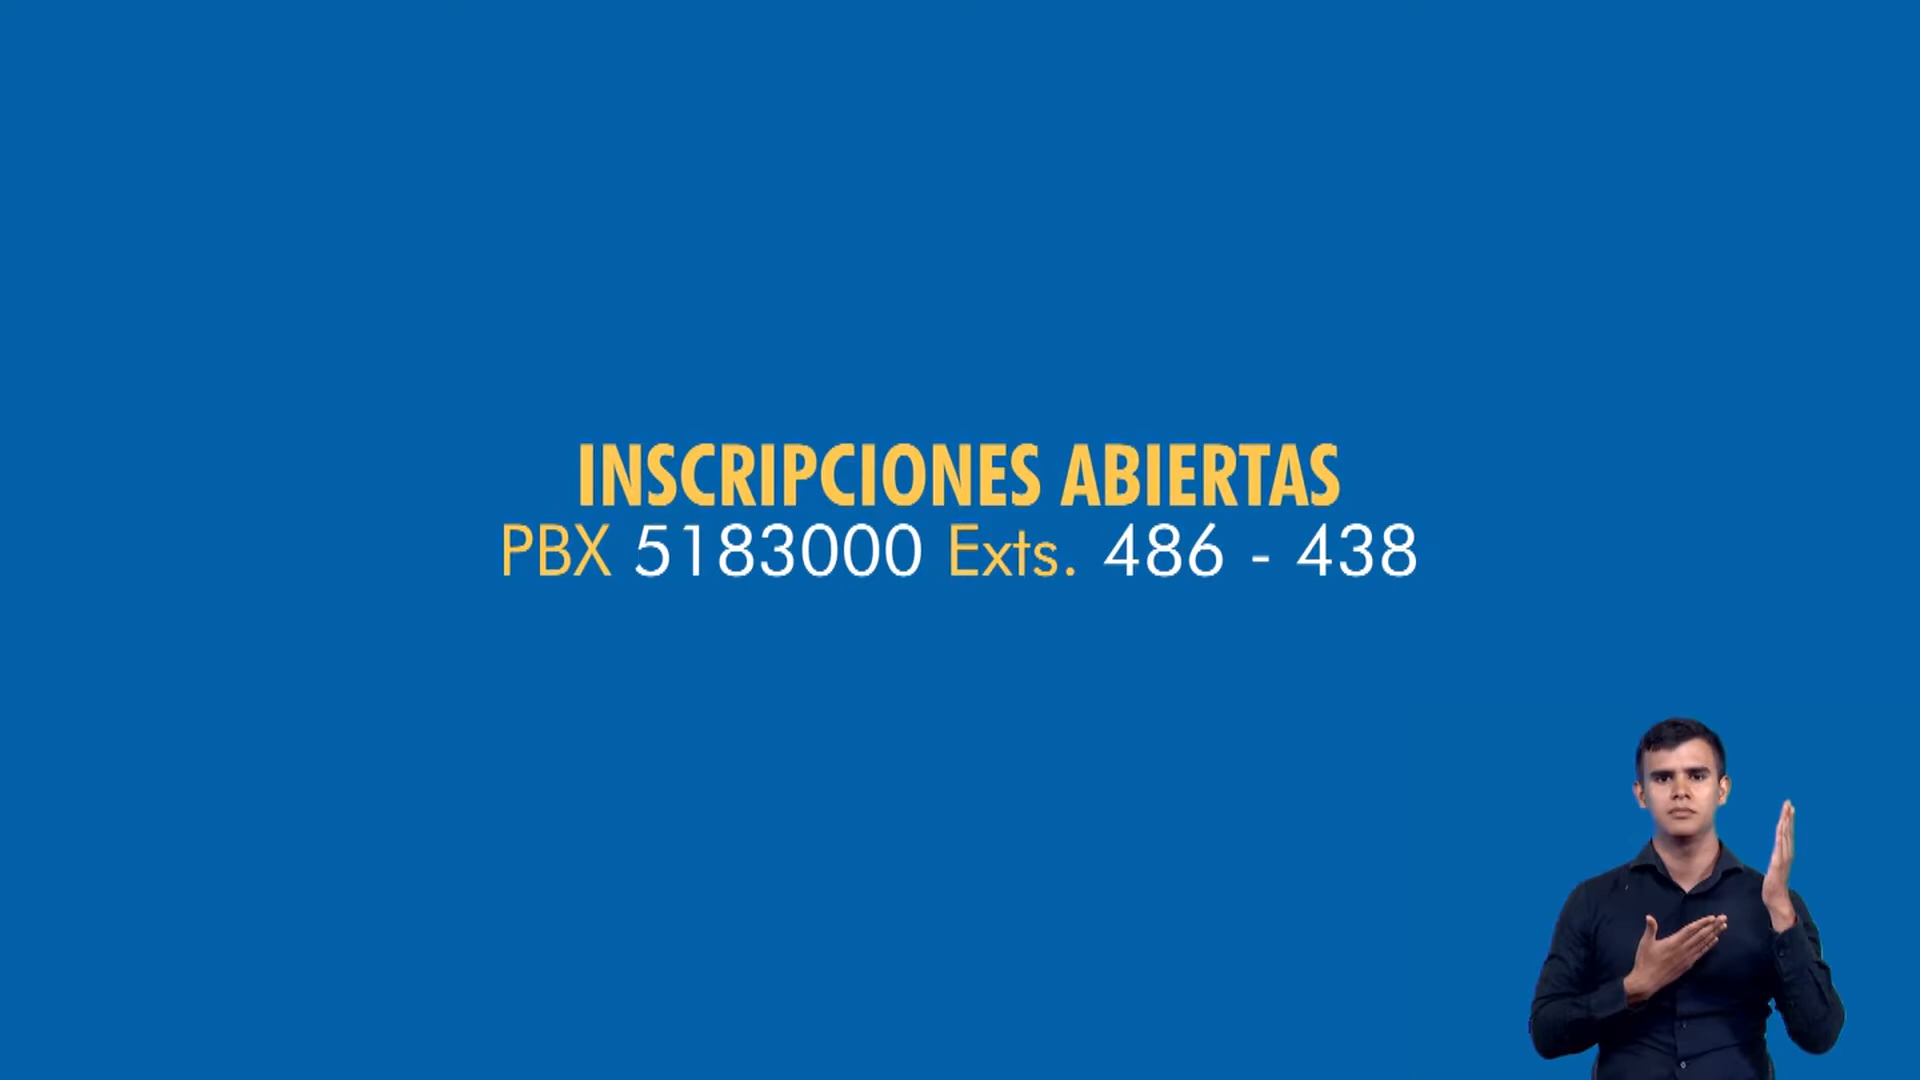 INSCRIPCIONES ABIERTAS
PBX 5183000 Exts. 486 - 438